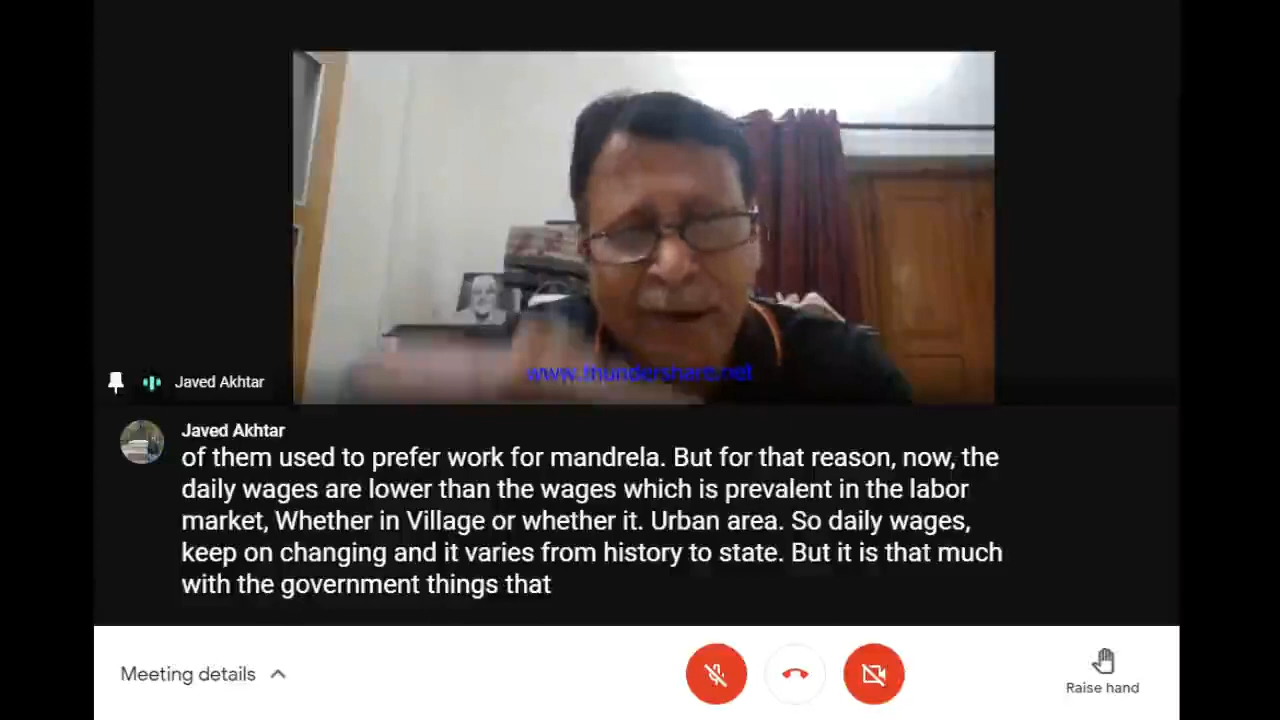 www.thundershare.net
Javed Akhtar
Javed Akhtar
of them used to prefer work for mandrela. But for that reason, now, the
daily wages are lower than the wages which is prevalent in the labor
market, Whether in Village or whether it. Urban area. So daily wages,
keep on changing and it varies from history to state. But it is that much
with the government things that
Meeting details
Raise hand